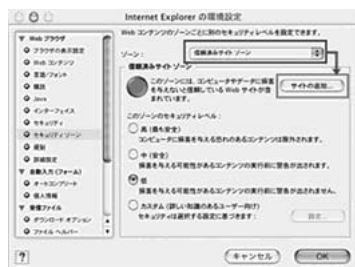 Internet Explorer の環境設定
Web コンテンツのゾーンごとに別のセキュリティレベルを指定できます。
▼ Web ブラウザ
ブラウザの表示設定
Web コンテンツ
言語/フォント
購読
Java
インターフェイス
セキュリティ
セキュリティゾーン
規制
詳細設定
▼ 自動入力 (フォーム)
オートコンプリート
個人情報
▼ 受信ファイル
ダウンロード オプション
ファイル ヘルパー
ゾーン:
信頼済みサイト ゾーン
信頼済みサイト ゾーン
このゾーンには、コンピュータやデータに損害
を与えないと信頼している Web サイトが含
まれています。
サイトの追加...
このゾーンのセキュリティレベル:
高 (最も安全)
コンピュータに損害を与える恐れのあるコンテンツは除外されます。
中 (安全)
損害を与える可能性があるコンテンツの実行前に警告が出されます。
低
損害を与える可能性があるコンテンツの実行前に警告が出されません。
カスタム (詳しい知識のあるユーザー向け)
セキュリティは選択する設定に基づきます:
設定...
?
キャンセル
OK